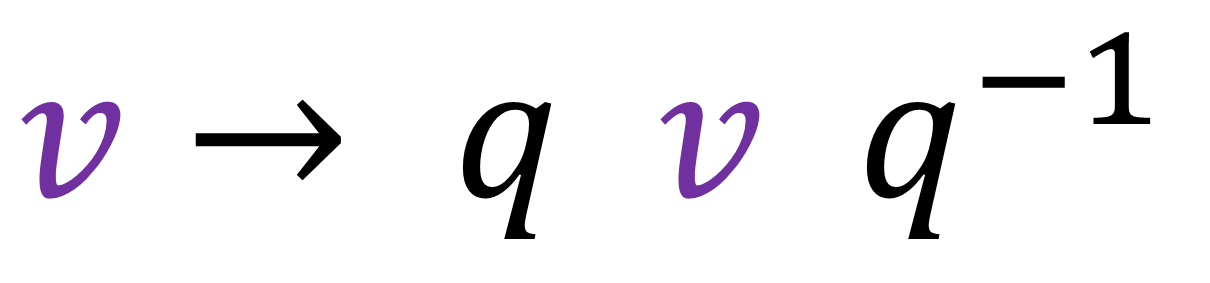 v → q v q⁻¹